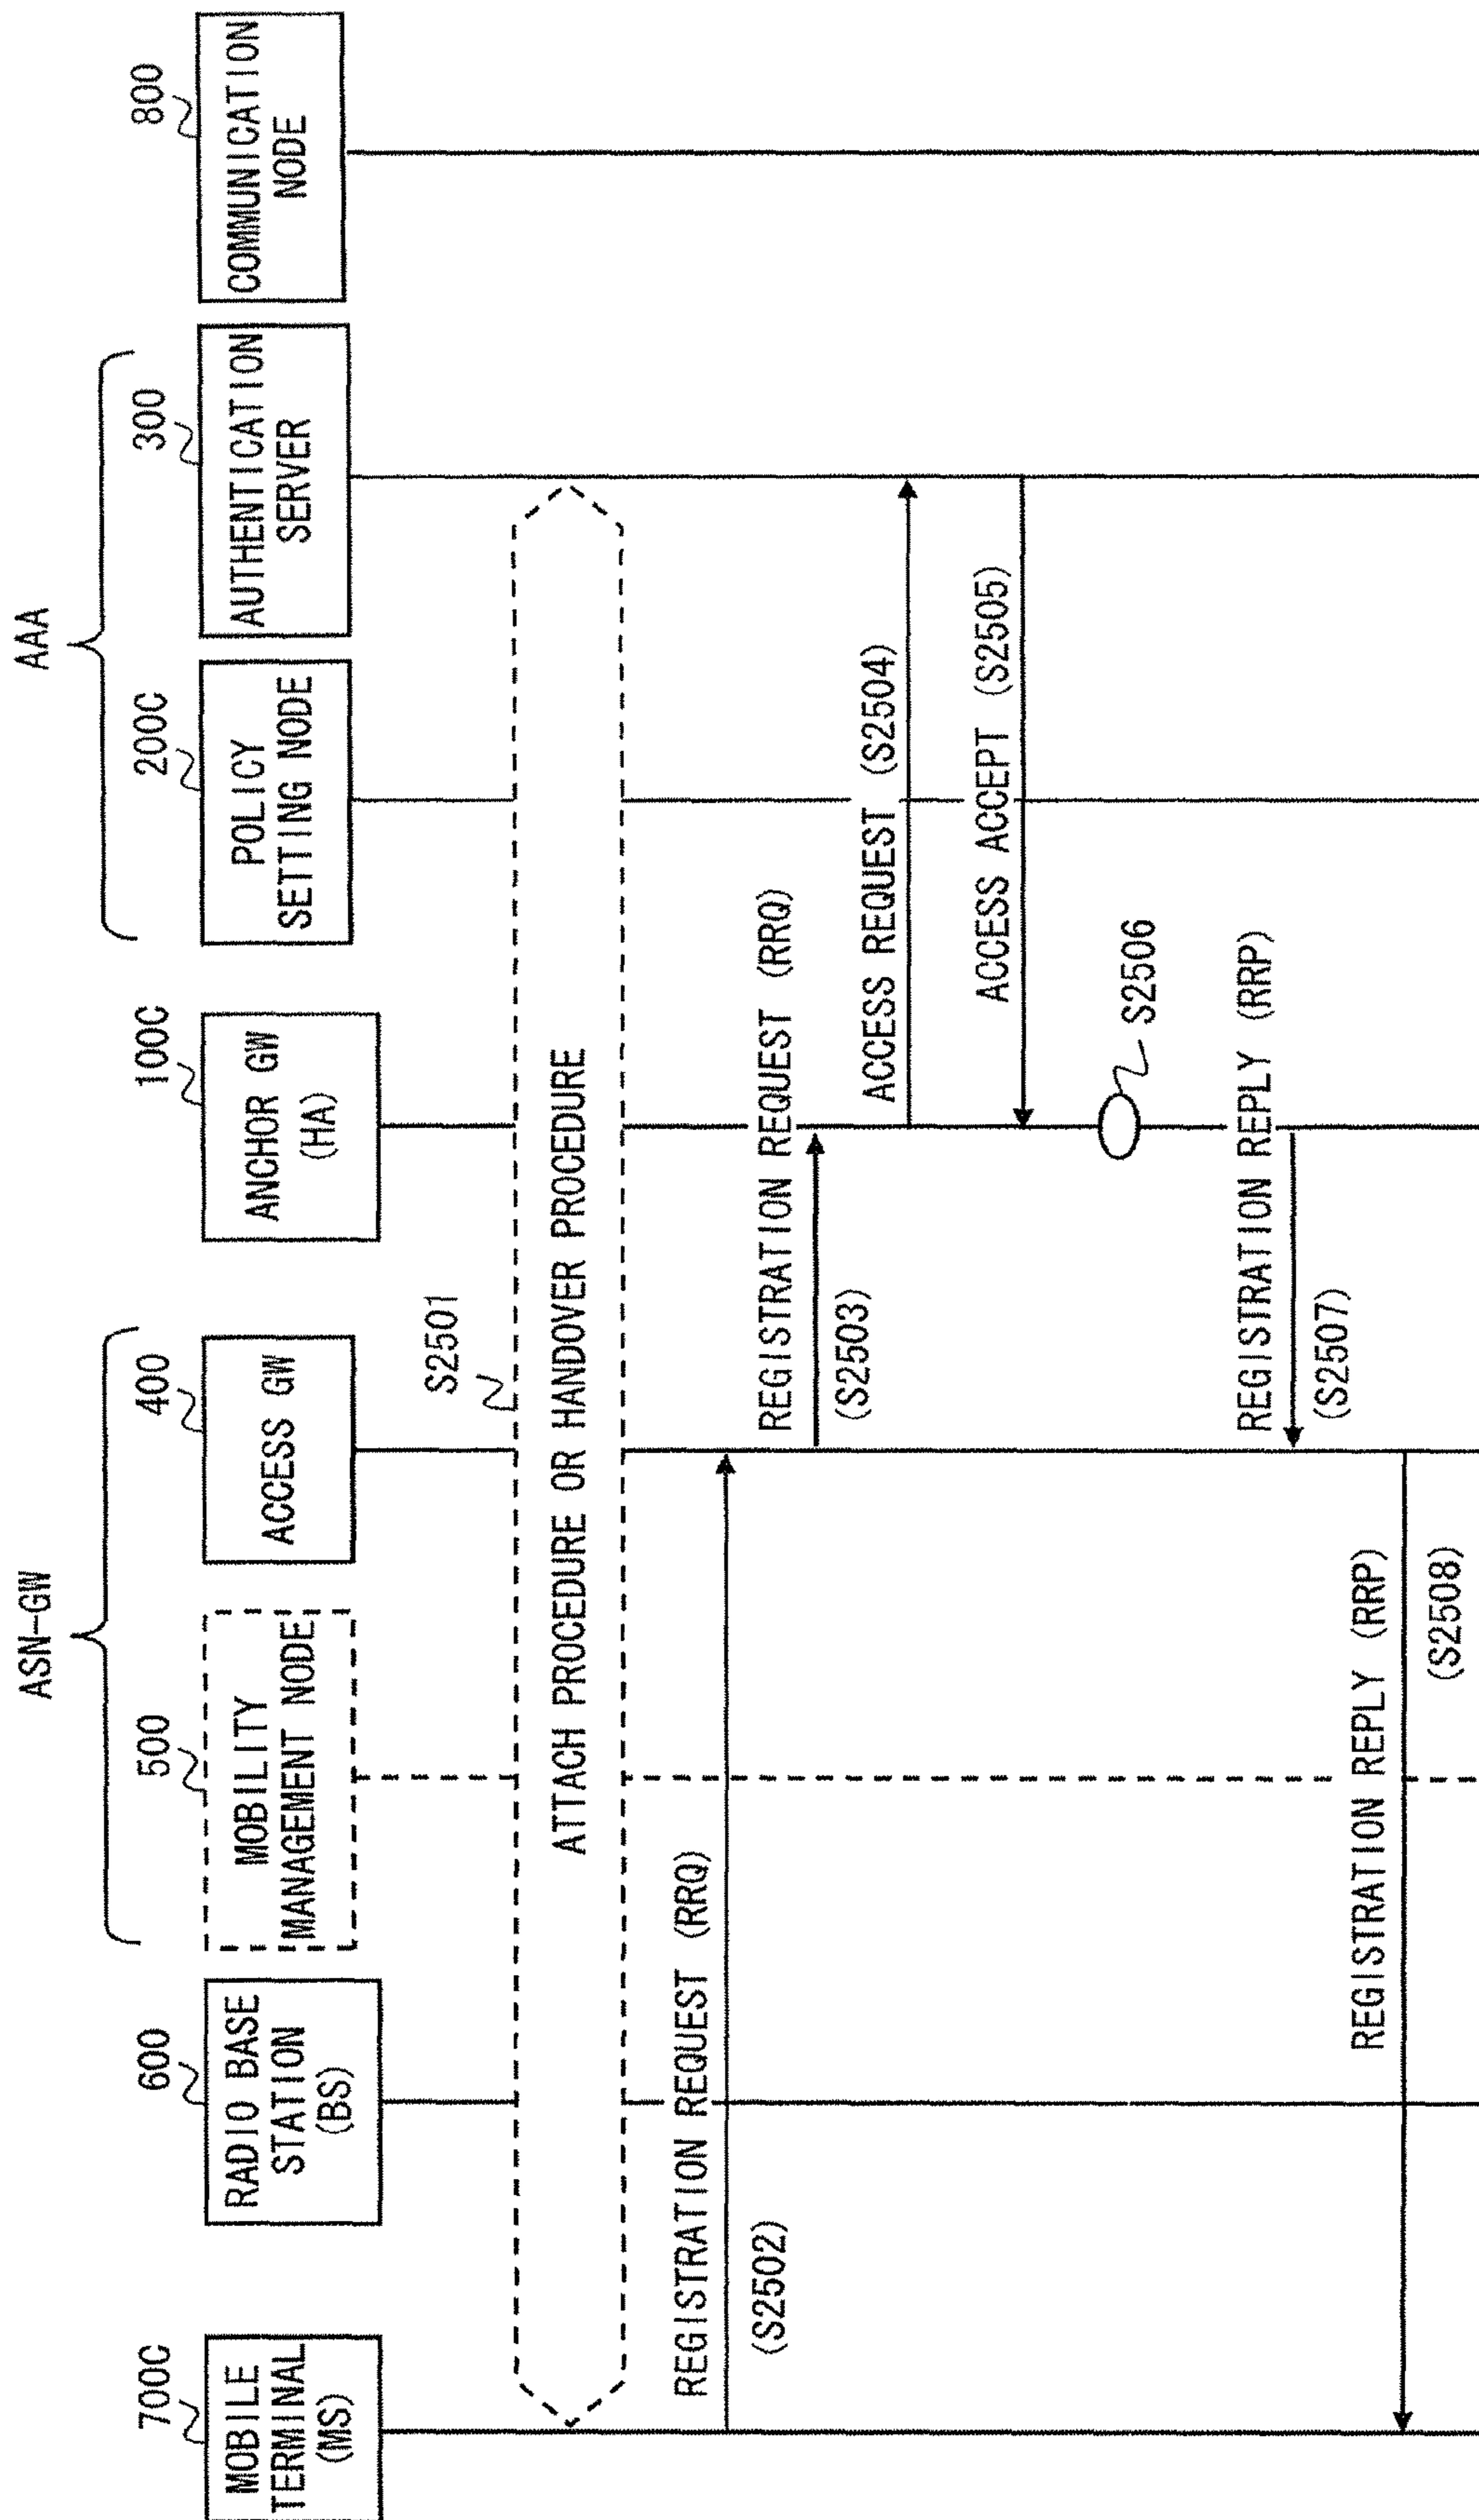 ASN-GW
AAA
700C
600
500
400
100C
200C
300
800
MOBILE
TERMINAL
(MS)
RADIO BASE
STATION
(BS)
MOBILITY
MANAGEMENT NODE
ACCESS GW
ANCHOR GW
(HA)
POLICY
SETTING NODE
AUTHENTICATION
SERVER
COMMUNICATION
NODE
S2501
ATTACH PROCEDURE OR HANDOVER PROCEDURE
REGISTRATION REQUEST (RRQ)
(S2502)
REGISTRATION REQUEST (RRQ)
(S2503)
ACCESS REQUEST (S2504)
ACCESS ACCEPT (S2505)
S2506
REGISTRATION REPLY (RRP)
(S2507)
REGISTRATION REPLY (RRP)
(S2508)